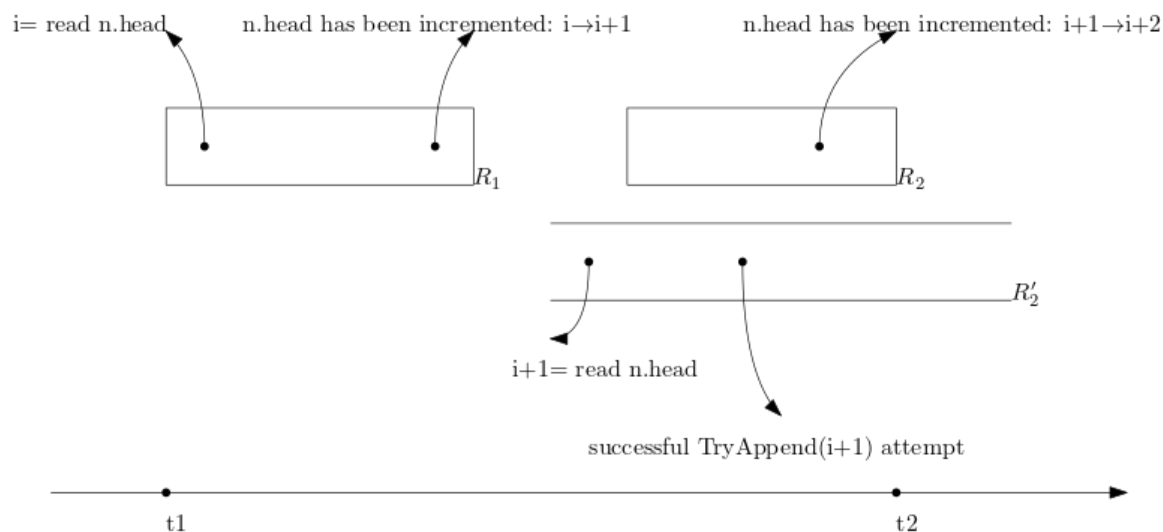 i= read n.head
n.head has been incremented: i→i+1
n.head has been incremented: i+1→i+2
R₁
R₂
R₂′
i+1= read n.head
successful TryAppend(i+1) attempt
t1
t2